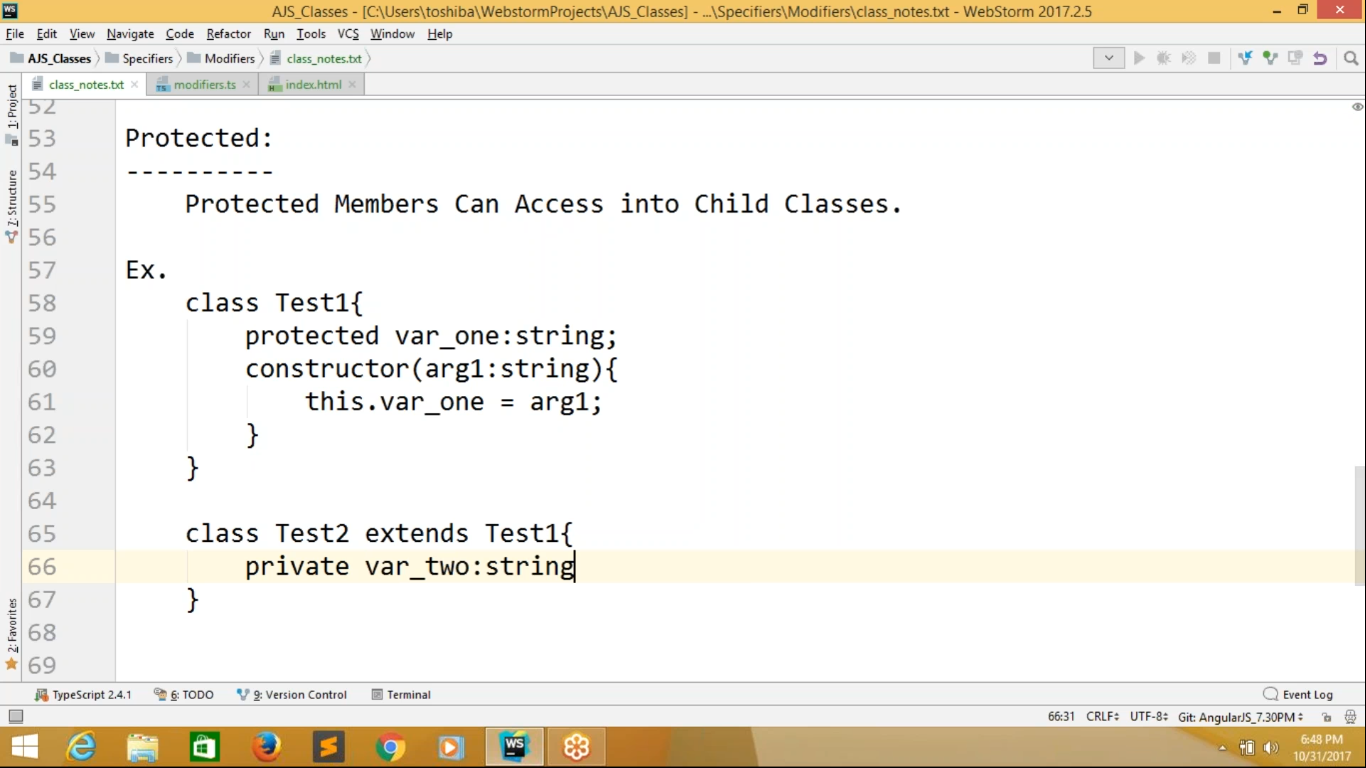 AJS_Classes - [C:\Users\toshiba\WebstormProjects\AJS_Classes] - ...\Specifiers\Modifiers\class_notes.txt - WebStorm 2017.2.5
File Edit View Navigate Code Refactor Run Tools VCS Window Help
AJS_Classes Specifiers Modifiers class_notes.txt
class_notes.txt modifiers.ts index.html
1: Project
7: Structure
2: Favorites
52
53 Protected:
54 ----------
55 Protected Members Can Access into Child Classes.
56
57 Ex.
58 class Test1{
59 protected var_one:string;
60 constructor(arg1:string){
61 this.var_one = arg1;
62 }
63 }
64
65 class Test2 extends Test1{
66 private var_two:string
67 }
68
69
TypeScript 2.4.1 6: TODO 9: Version Control Terminal Event Log
66:31 CRLF UTF-8 Git: AngularJS_7.30PM
6:48 PM
10/31/2017